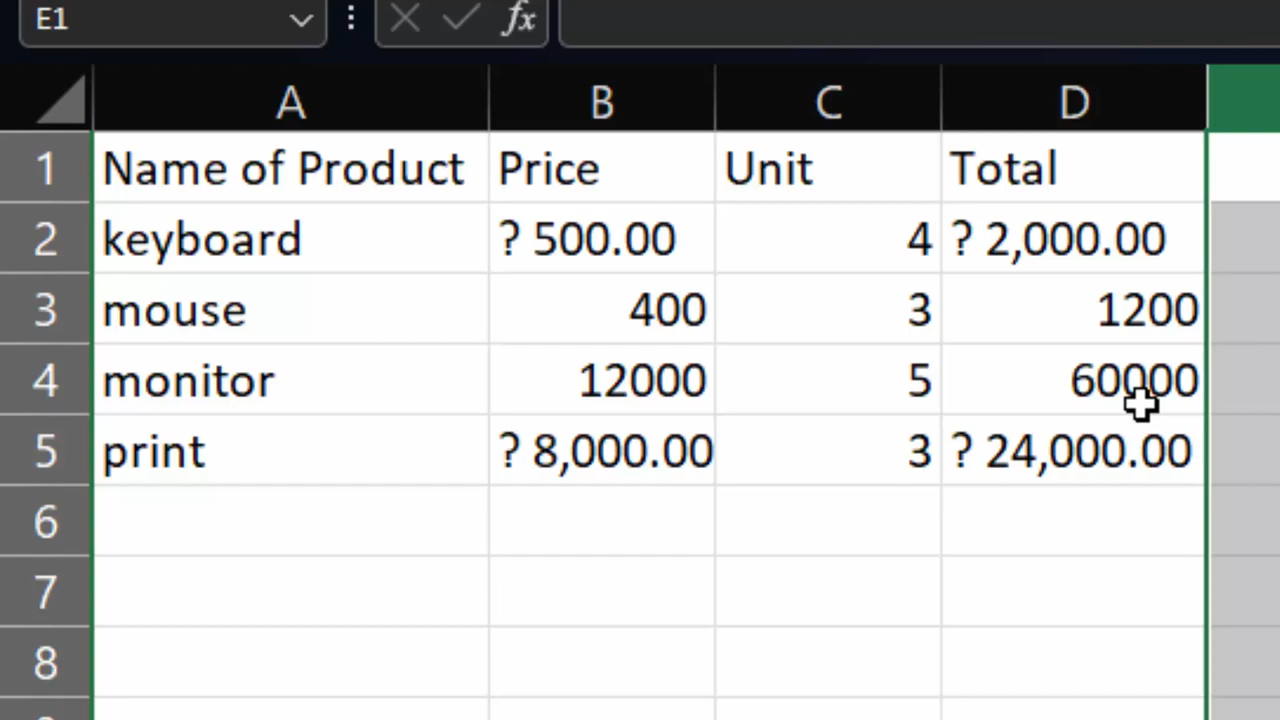 E1 fx
A B C D
1 Name of Product Price Unit Total
2 keyboard ? 500.00 4 ? 2,000.00
3 mouse 400 3 1200
4 monitor 12000 5 60000
5 print ? 8,000.00 3 ? 24,000.00
6
7
8